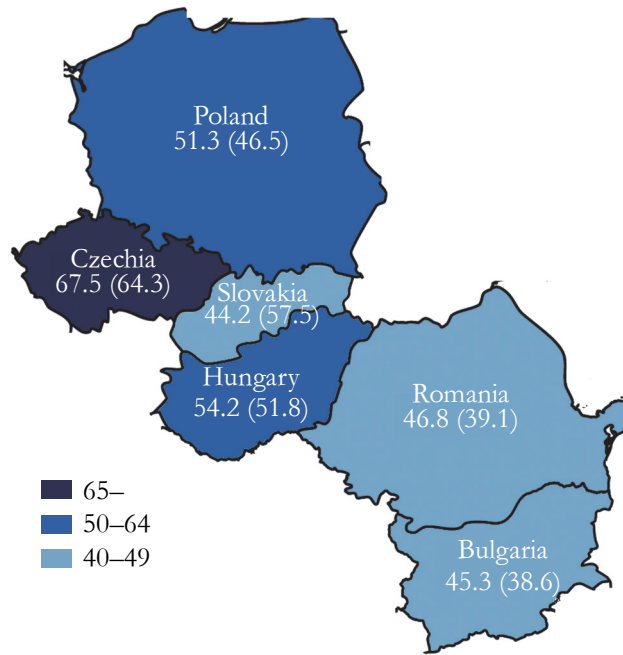 Poland
51.3 (46.5)
Czechia
67.5 (64.3)
Slovakia
44.2 (57.5)
Hungary
54.2 (51.8)
Romania
46.8 (39.1)
65–
50–64
40–49
Bulgaria
45.3 (38.6)